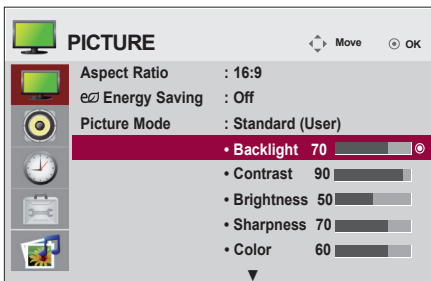 PICTURE
Move OK
Aspect Ratio : 16:9
Energy Saving : Off
Picture Mode : Standard (User)
• Backlight 70
• Contrast 90
• Brightness 50
• Sharpness 70
• Color 60